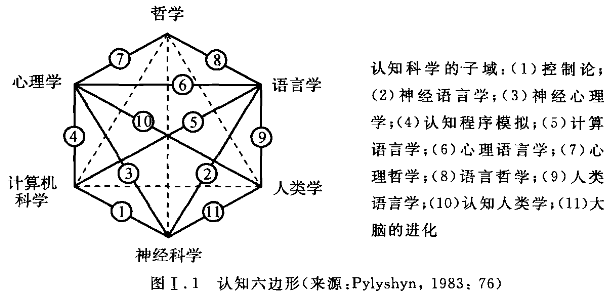 哲学
⑦
⑧
心理学
⑥
语言学
④
⑩
⑤
⑨
③
②
计算机
科学
人类学
①
⑪
神经科学
认知科学的子域:(1)控制论;
(2)神经语言学;(3)神经心理
学;(4)认知程序模拟;(5)计算
语言学;(6)心理语言学;(7)心
理哲学;(8)语言哲学;(9)人类
语言学;(10)认知人类学;(11)大
脑的进化
图Ⅰ.1 认知六边形(来源:Pylyshyn, 1983: 76)